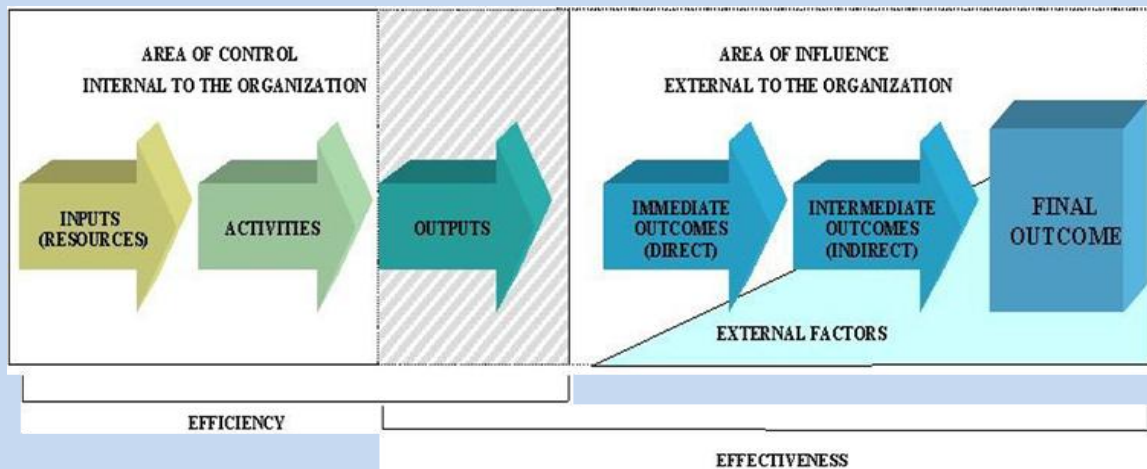 AREA OF CONTROL
INTERNAL TO THE ORGANIZATION
AREA OF INFLUENCE
EXTERNAL TO THE ORGANIZATION
INPUTS
(RESOURCES)
ACTIVITIES
OUTPUTS
IMMEDIATE
OUTCOMES
(DIRECT)
INTERMEDIATE
OUTCOMES
(INDIRECT)
FINAL
OUTCOME
EXTERNAL FACTORS
EFFICIENCY
EFFECTIVENESS